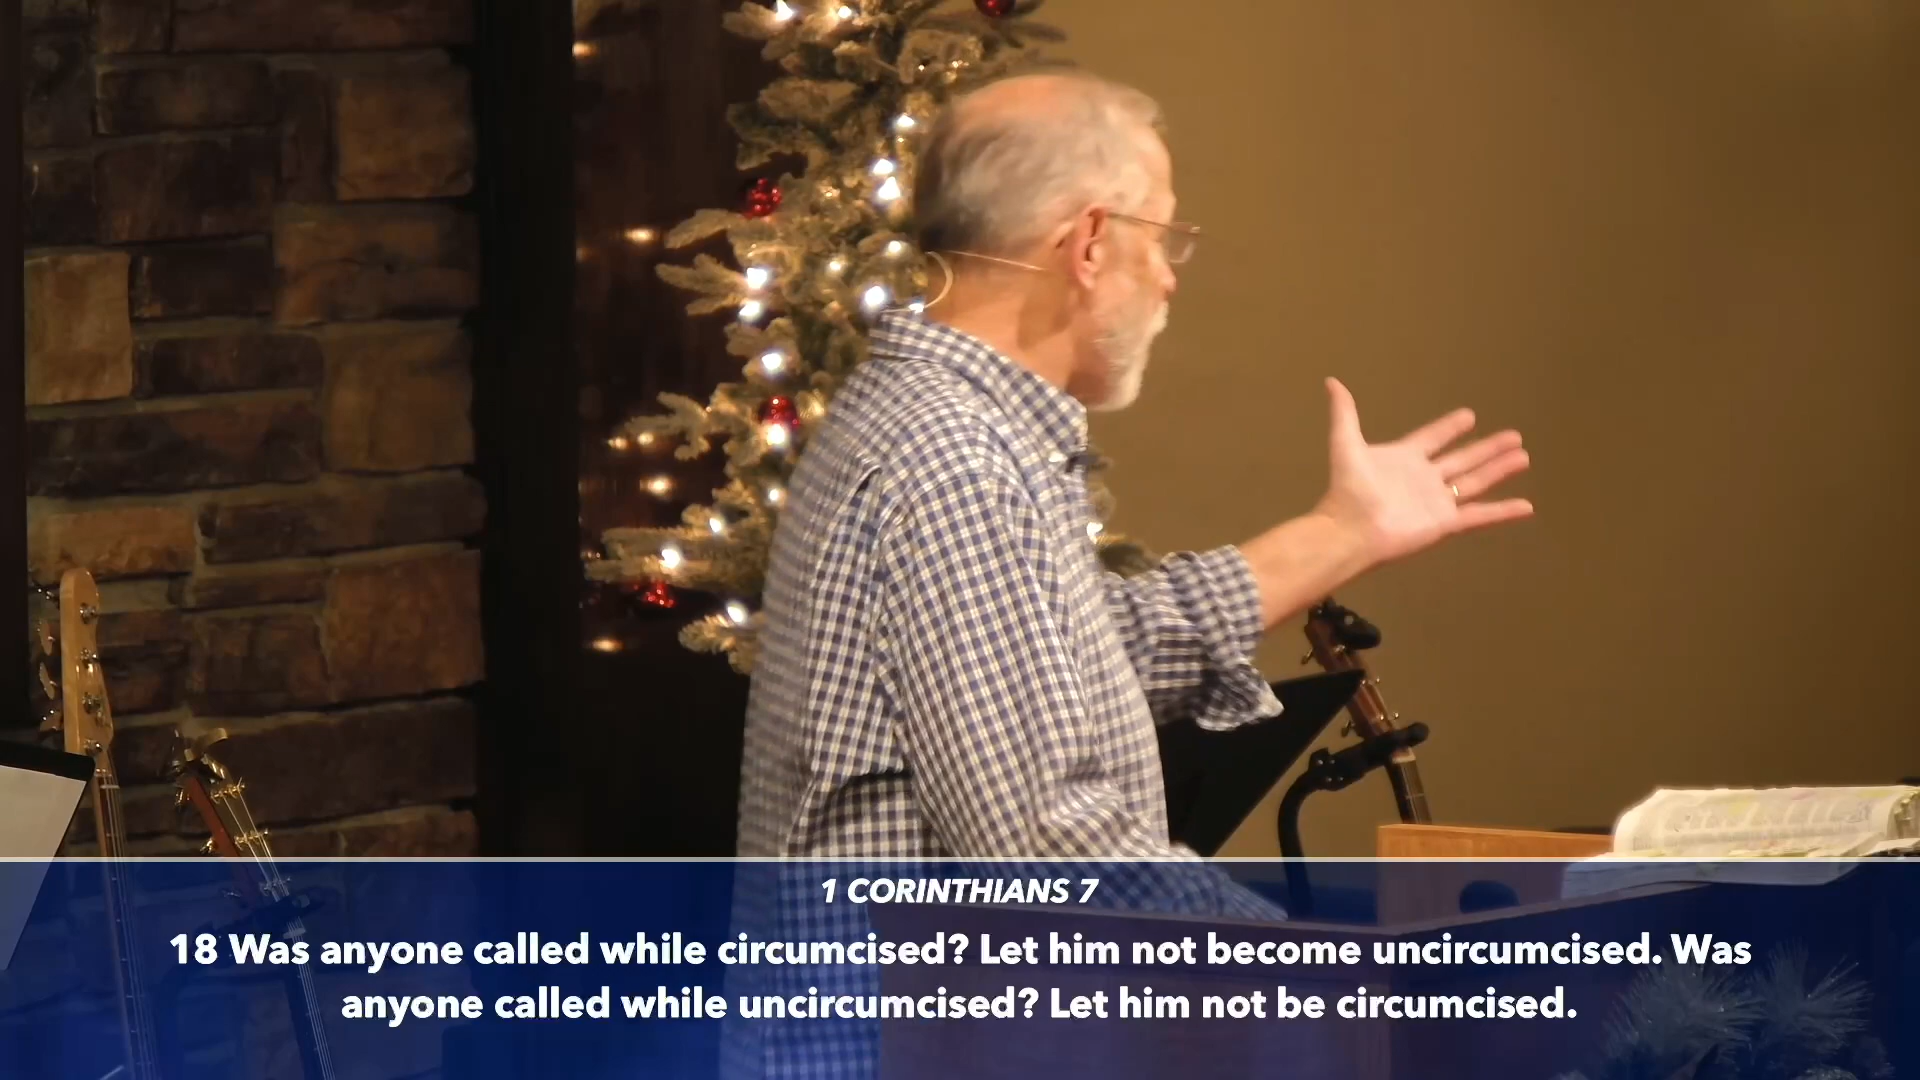 1 CORINTHIANS 7
18 Was anyone called while circumcised? Let him not become uncircumcised. Was
anyone called while uncircumcised? Let him not be circumcised.